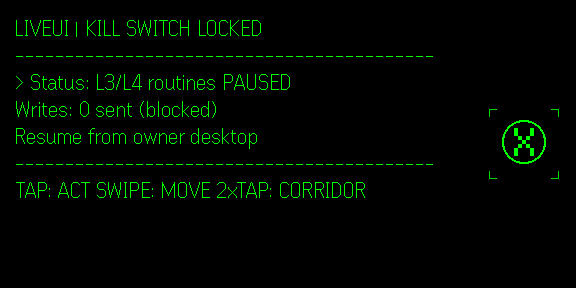 LIVEUI | KILL SWITCH LOCKED
------------------------------------------
> Status: L3/L4 routines PAUSED
Writes: 0 sent (blocked)
Resume from owner desktop
------------------------------------------
TAP: ACT SWIPE: MOVE 2xTAP: CORRIDOR